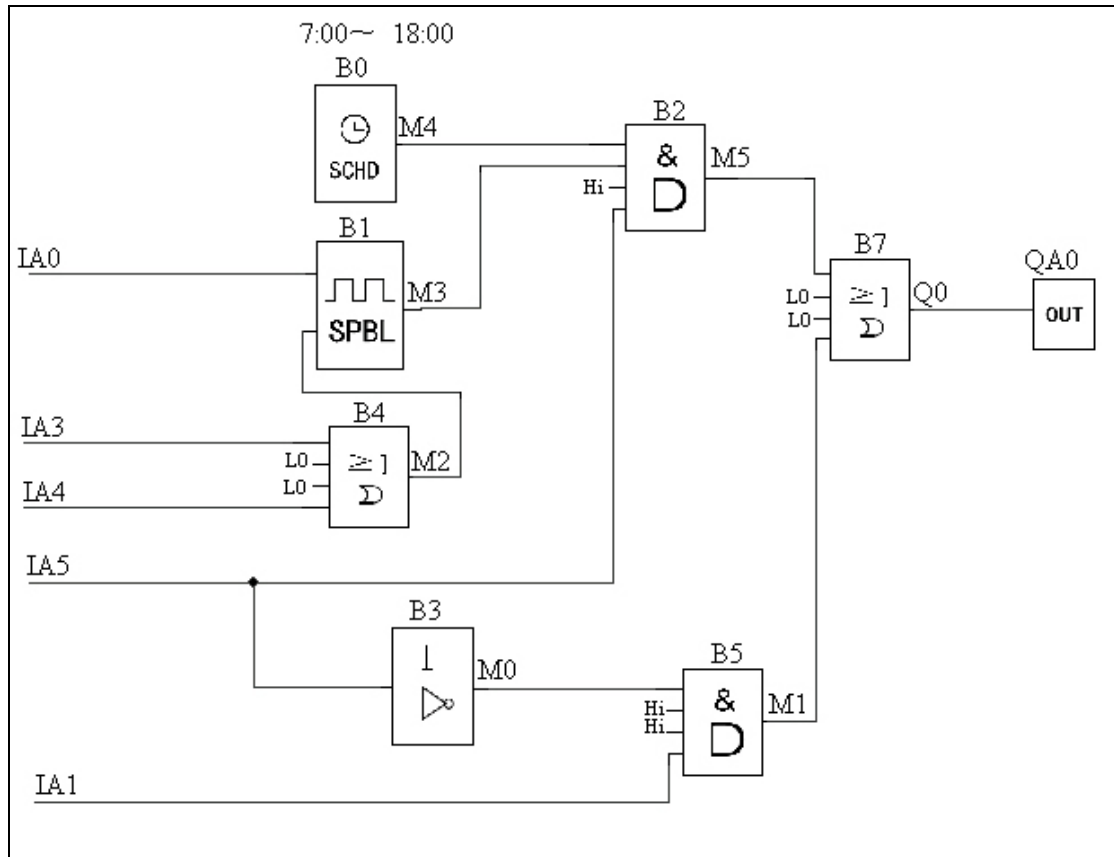 7:00～ 18:00
B0
M4
SCHD
B2
&
M5
Hi
B1
IA0
M3
SPBL
B7
L0
L0
≥1
Q0
QA0
OUT
B4
IA3
L0
L0
≥1
M2
IA4
IA5
B3
1
M0
B5
&
Hi
Hi
M1
IA1